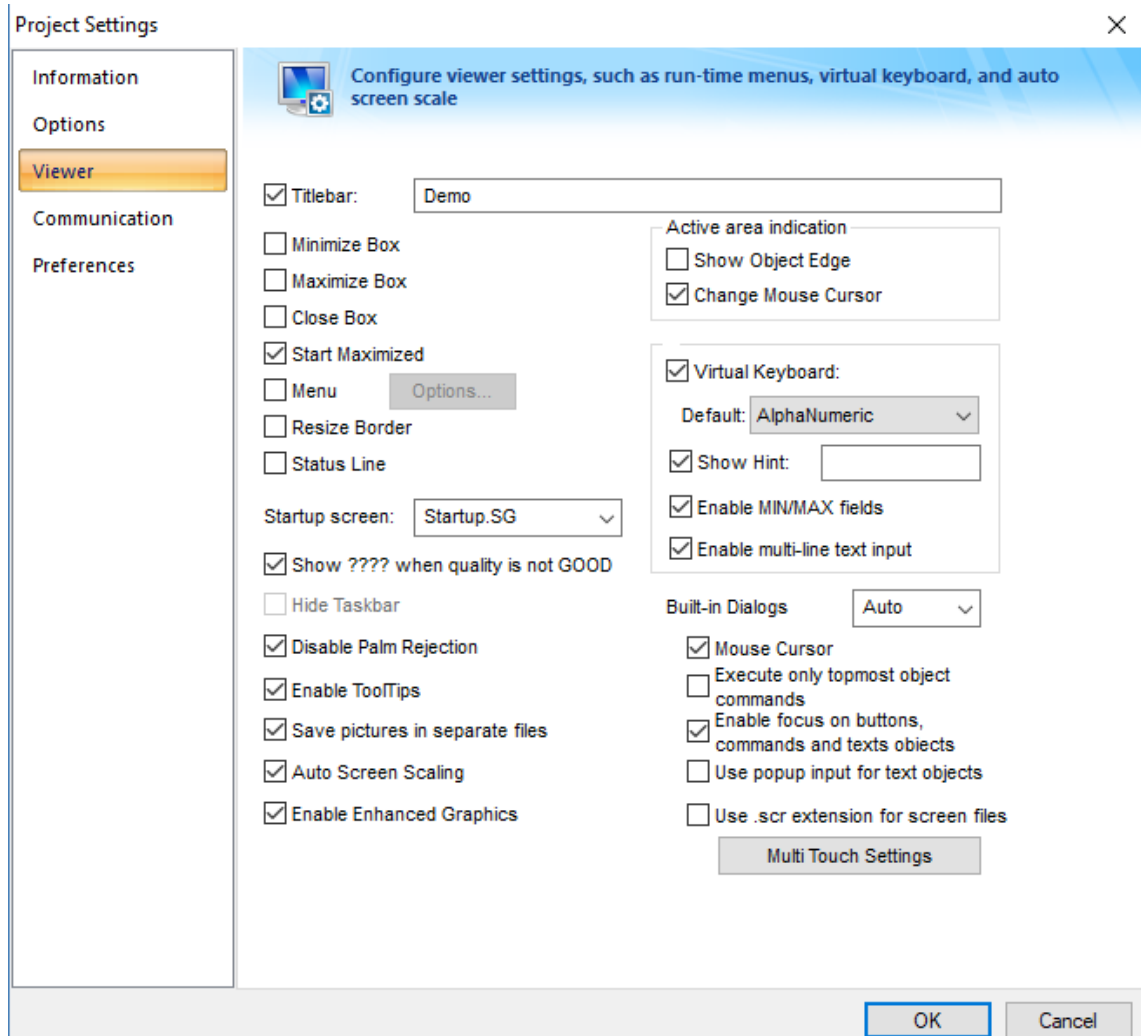 Project Settings
Information
Options
Viewer
Communication
Preferences
Configure viewer settings, such as run-time menus, virtual keyboard, and auto
screen scale
Titlebar:
Demo
Minimize Box
Maximize Box
Close Box
Start Maximized
Menu
Options...
Resize Border
Status Line
Startup screen:
Startup.SG
Show ???? when quality is not GOOD
Hide Taskbar
Disable Palm Rejection
Enable ToolTips
Save pictures in separate files
Auto Screen Scaling
Enable Enhanced Graphics
Active area indication
Show Object Edge
Change Mouse Cursor
Virtual Keyboard:
Default:
AlphaNumeric
Show Hint:
Enable MIN/MAX fields
Enable multi-line text input
Built-in Dialogs
Auto
Mouse Cursor
Execute only topmost object
commands
Enable focus on buttons,
commands and texts objects
Use popup input for text objects
Use .scr extension for screen files
Multi Touch Settings
OK
Cancel